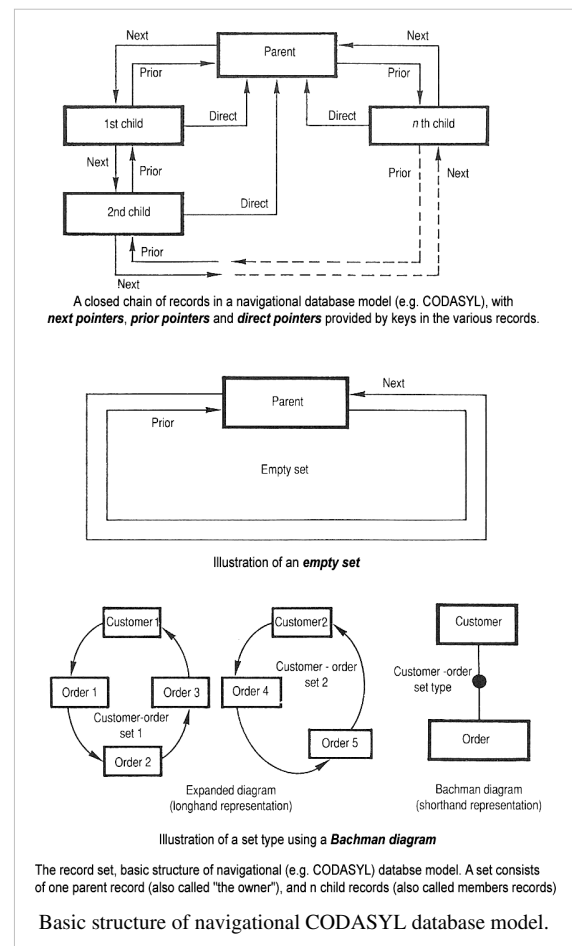 Next
Parent
Next
Prior
Prior
1st child
Direct
Direct
n th child
Next
Prior
Prior
Next
2nd child
Direct
Prior
Next
A closed chain of records in a navigational database model (e.g. CODASYL), with
next pointers, prior pointers and direct pointers provided by keys in the various records.
Next
Parent
Prior
Empty set
Illustration of an empty set
Customer1
Customer2
Customer
Order 1
Order 3
Customer-order
set 1
Order 2
Order 4
Customer - order
set 2
Order 5
Customer -order
set type
Order
Expanded diagram
(longhand representation)
Bachman diagram
(shorthand representation)
Illustration of a set type using a Bachman diagram
The record set, basic structure of navigational (e.g. CODASYL) databse model. A set consists
of one parent record (also called "the owner"), and n child records (also called members records)
Basic structure of navigational CODASYL database model.